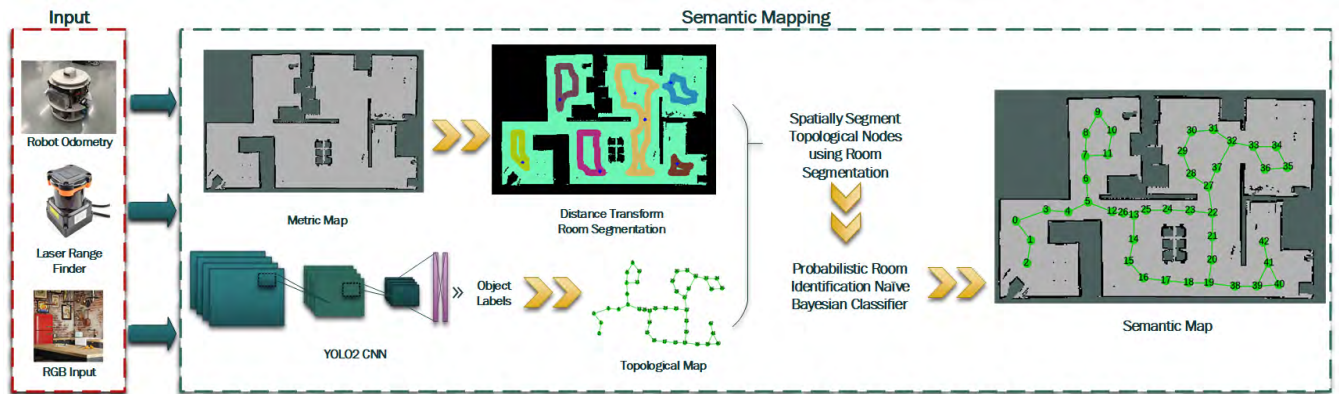 Input
Semantic Mapping
Robot Odometry
Laser Range
Finder
RGB Input
Metric Map
Distance Transform
Room Segmentation
YOLO2 CNN
Object
Labels
Topological Map
Spatially Segment
Topological Nodes
using Room
Segmentation
Probabilistic Room
Identification Naïve
Bayesian Classifier
9
8
10
7
11
6
5
0
3
4
12
26
13
25
24
23
22
1
2
14
15
16
17
18
19
20
21
27
28
29
30
31
32
37
33
34
36
35
42
41
38
39
40
Semantic Map